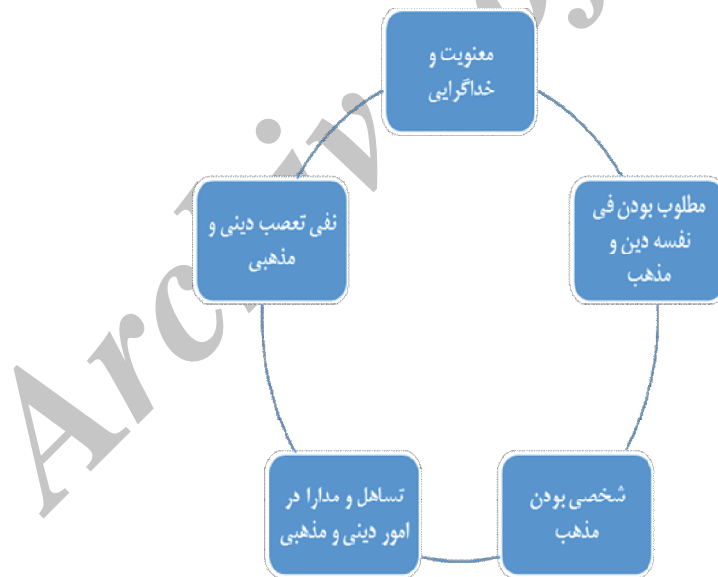 معنویت و
خداگرایی
مطلوب بودن فی
نفسه دین و
مذهب
شخصی بودن
مذهب
تساهل و مدارا در
امور دینی و مذهبی
نفی تعصب دینی و
مذهبی
Archiv